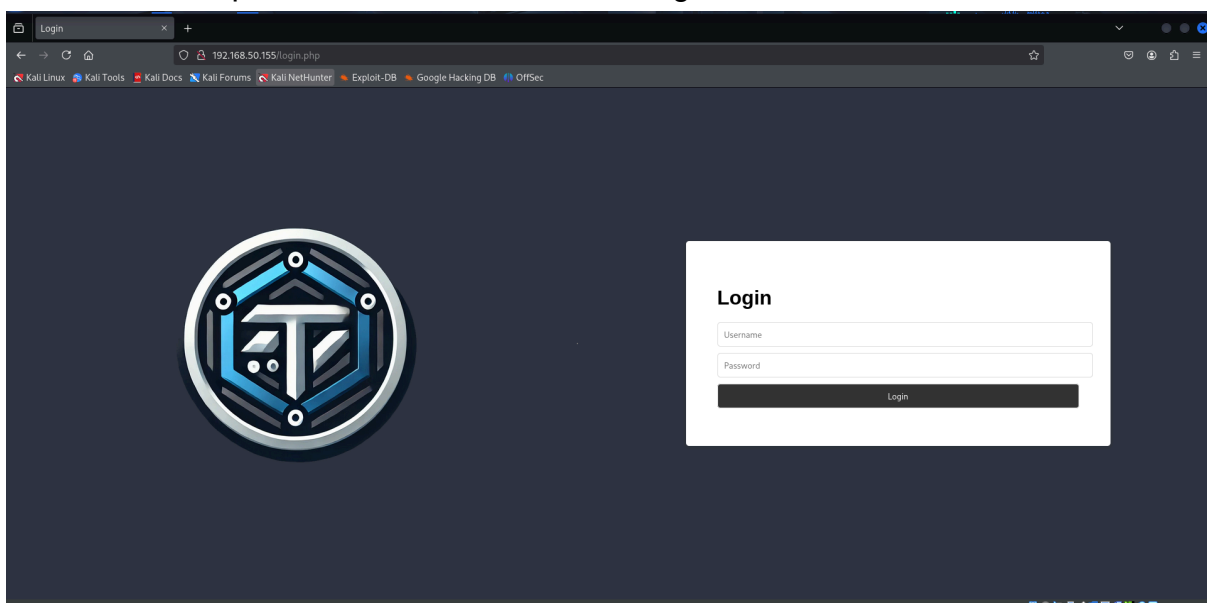 Login
192.168.50.155/login.php
Kali Linux Kali Tools Kali Docs Kali Forums Kali NetHunter Exploit-DB Google Hacking DB OffSec
Login
Username
Password
Login